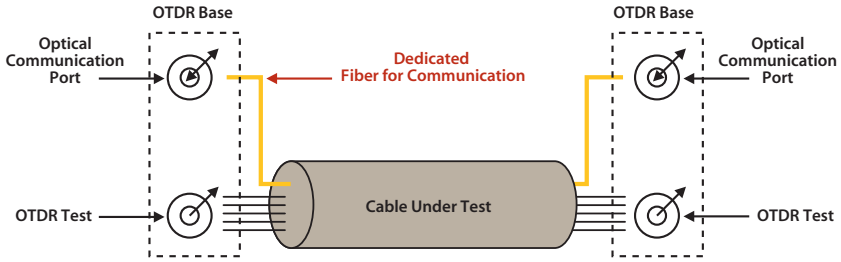 OTDR Base
OTDR Base
Optical
Communication
Port
Dedicated
Fiber for Communication
Optical
Communication
Port
Cable Under Test
OTDR Test
OTDR Test